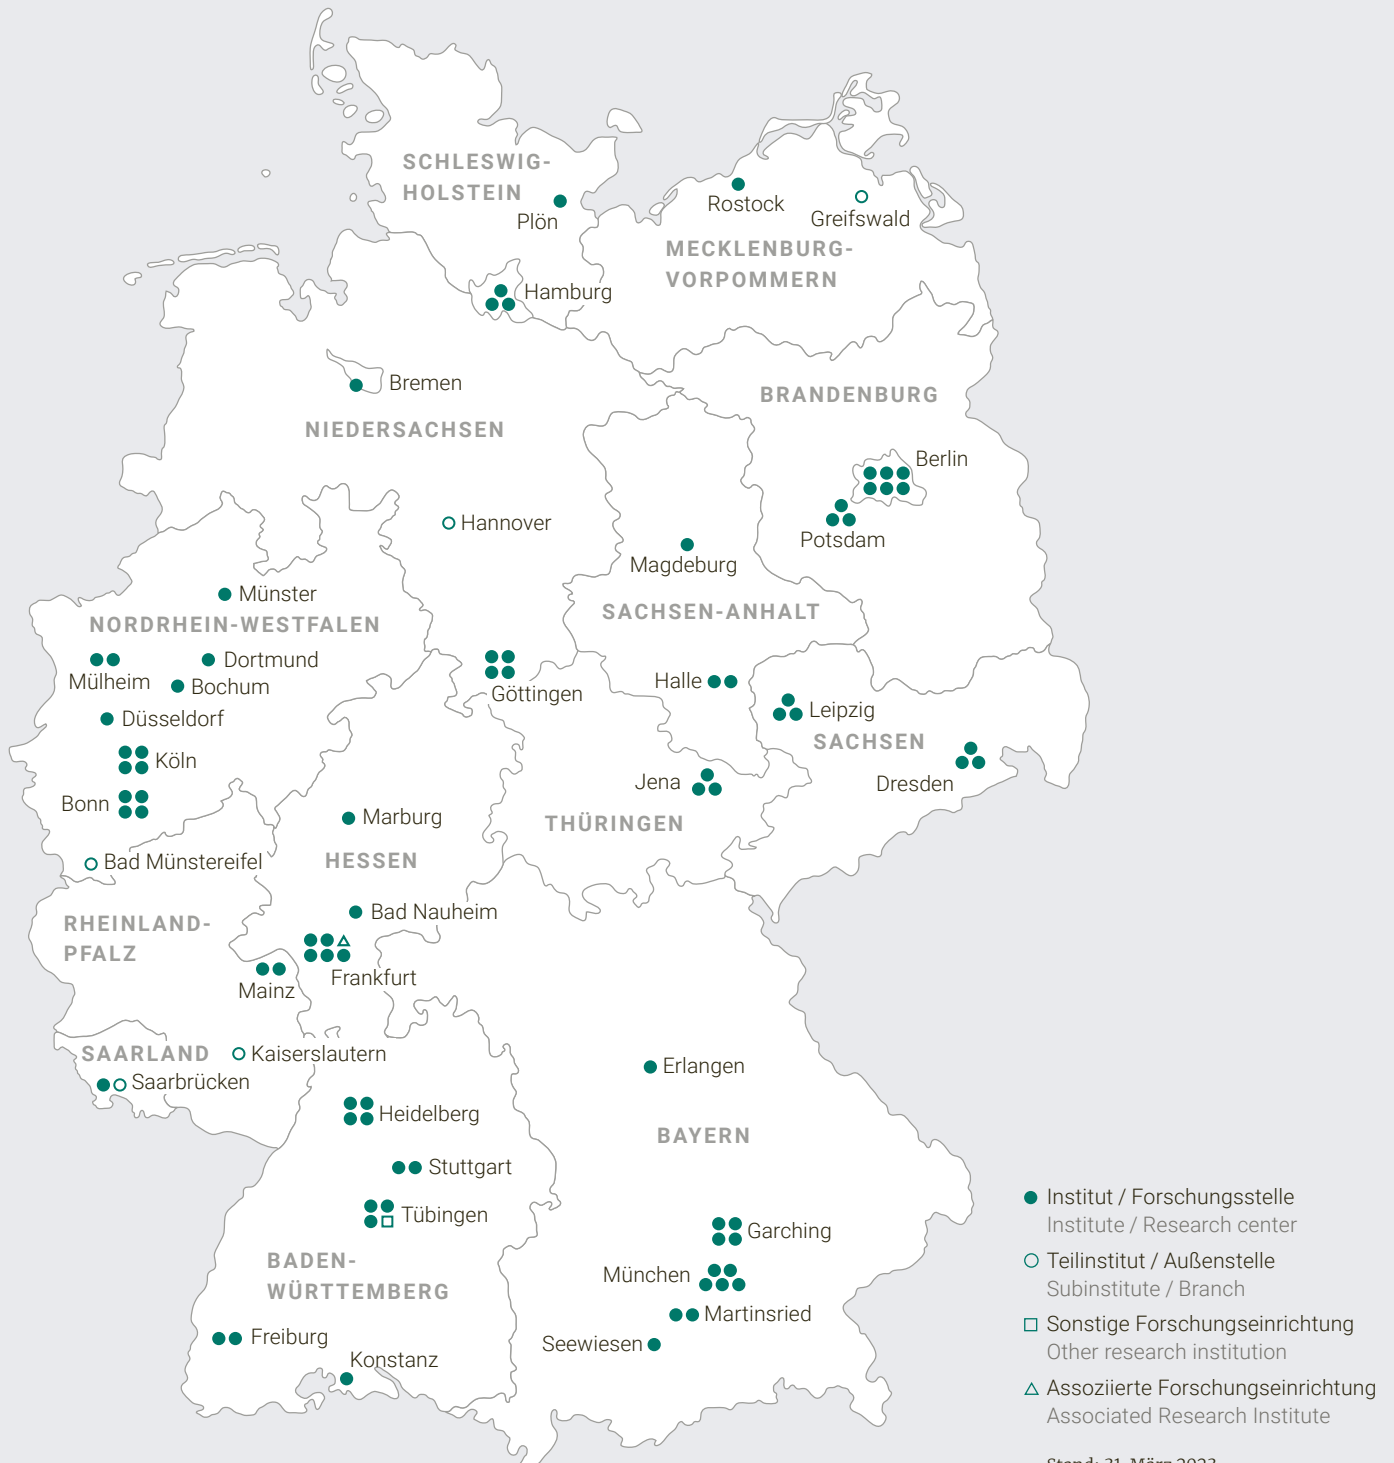 SCHLESWIG-
HOLSTEIN
Plön
Rostock
Greifswald
MECKLENBURG-
VORPOMMERN
Hamburg
Bremen
NIEDERSACHSEN
BRANDENBURG
Berlin
Potsdam
Hannover
Magdeburg
SACHSEN-ANHALT
Münster
NORDRHEIN-WESTFALEN
Mülheim
Dortmund
Bochum
Düsseldorf
Köln
Bonn
Bad Münstereifel
Göttingen
Halle
Leipzig
SACHSEN
Dresden
Jena
THÜRINGEN
Marburg
HESSEN
Bad Nauheim
Frankfurt
RHEINLAND-
PFALZ
Mainz
SAARLAND
Kaiserslautern
Saarbrücken
Heidelberg
Stuttgart
Tübingen
BADEN-
WÜRTTEMBERG
Freiburg
Konstanz
Erlangen
BAYERN
Garching
München
Martinsried
Seewiesen
Institut / Forschungsstelle
Institute / Research center
Teilinstitut / Außenstelle
Subinstitute / Branch
Sonstige Forschungseinrichtung
Other research institution
Assoziierte Forschungseinrichtung
Associated Research Institute
Stand: 31. März 2023